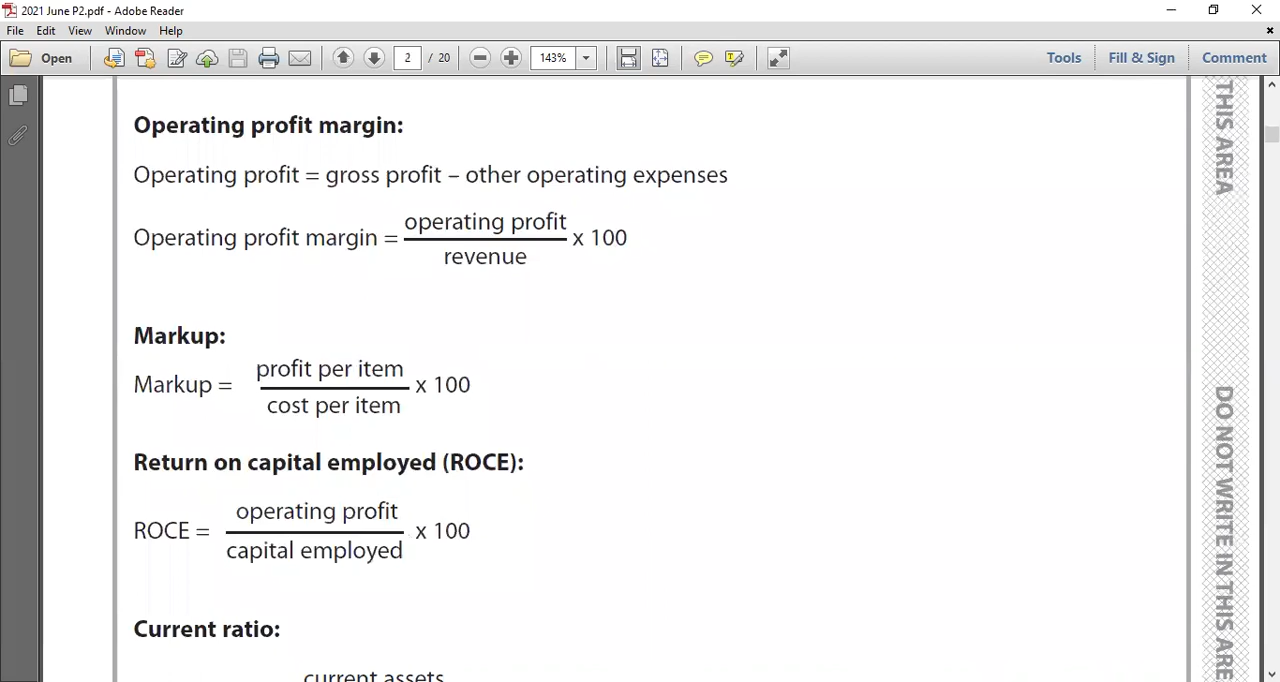 2021 June P2.pdf - Adobe Reader
File Edit View Window Help
Open 2 / 20 143% Tools Fill & Sign Comment
Operating profit margin:
Operating profit = gross profit – other operating expenses
operating profit
Operating profit margin = x 100
revenue
Markup:
profit per item
Markup = x 100
cost per item
Return on capital employed (ROCE):
operating profit
ROCE = x 100
capital employed
Current ratio:
current assets
THIS AREA
DO NOT WRITE IN THIS ARE